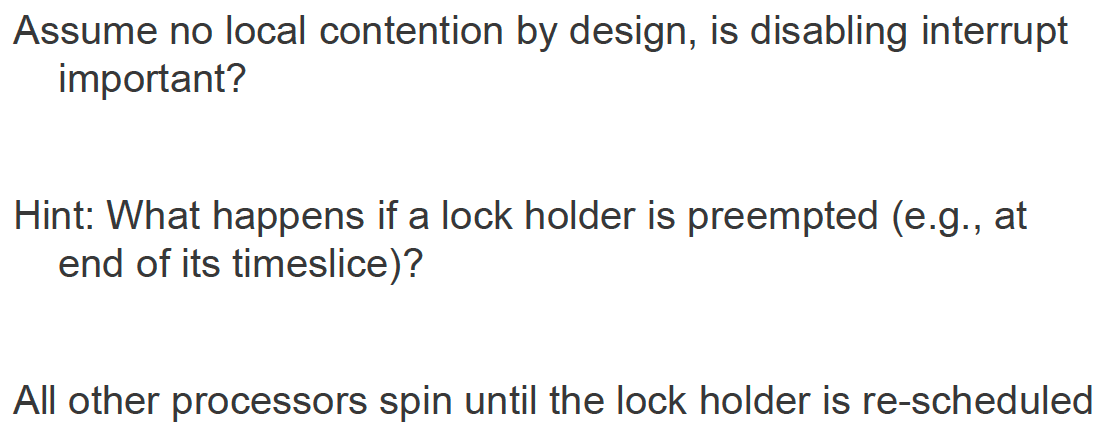 Assume no local contention by design, is disabling interrupt
important?
Hint: What happens if a lock holder is preempted (e.g., at
end of its timeslice)?
All other processors spin until the lock holder is re-scheduled